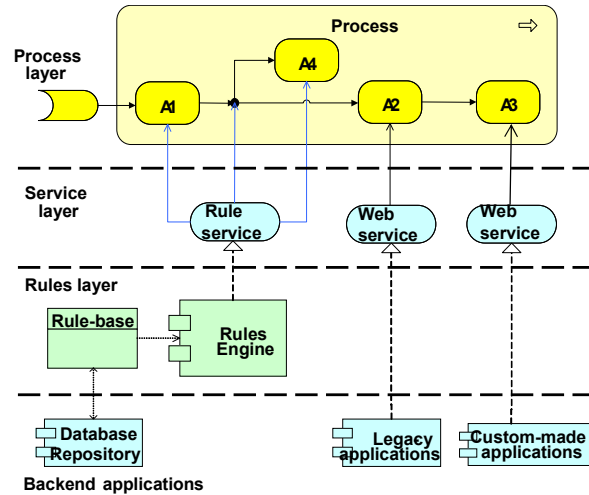 Process
Process
layer
A4
A1
A2
A3
Service
layer
Rule
service
Web
service
Web
service
Rules layer
Rule-base
Rules
Engine
Database
Repository
Legacy
applications
Custom-made
applications
Backend applications